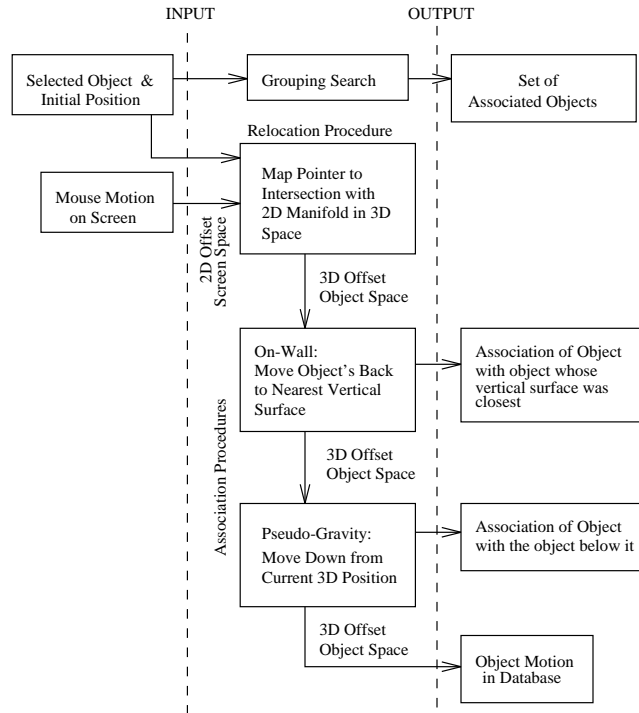 INPUT
OUTPUT
Selected Object &
Initial Position
Grouping Search
Set of
Associated Objects
Relocation Procedure
Mouse Motion
on Screen
Map Pointer to
Intersection with
2D Manifold in 3D
Space
2D Offset
Screen Space
3D Offset
Object Space
On-Wall:
Move Object's Back
to Nearest Vertical
Surface
Association of Object
with object whose
vertical surface was
closest
Association Procedures
3D Offset
Object Space
Pseudo-Gravity:
Move Down from
Current 3D Position
Association of Object
with the object below it
3D Offset
Object Space
Object Motion
in Database